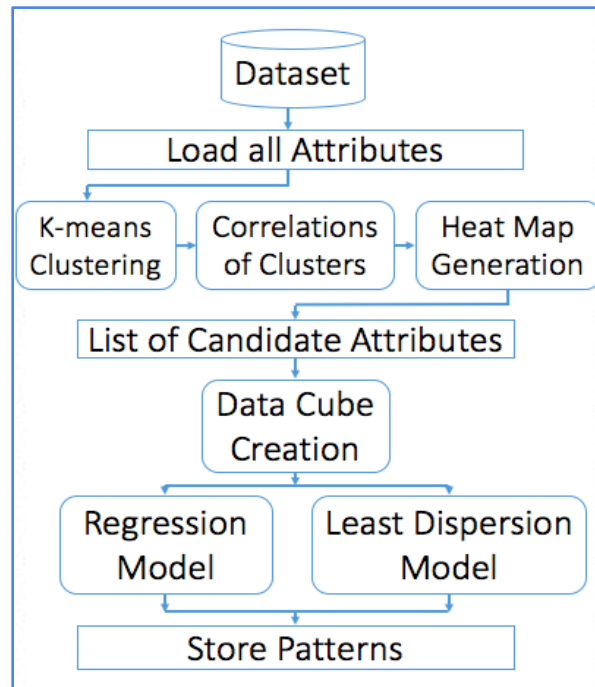 Dataset
Load all Attributes
K-means
Clustering
Correlations
of Clusters
Heat Map
Generation
List of Candidate Attributes
Data Cube
Creation
Regression
Model
Least Dispersion
Model
Store Patterns